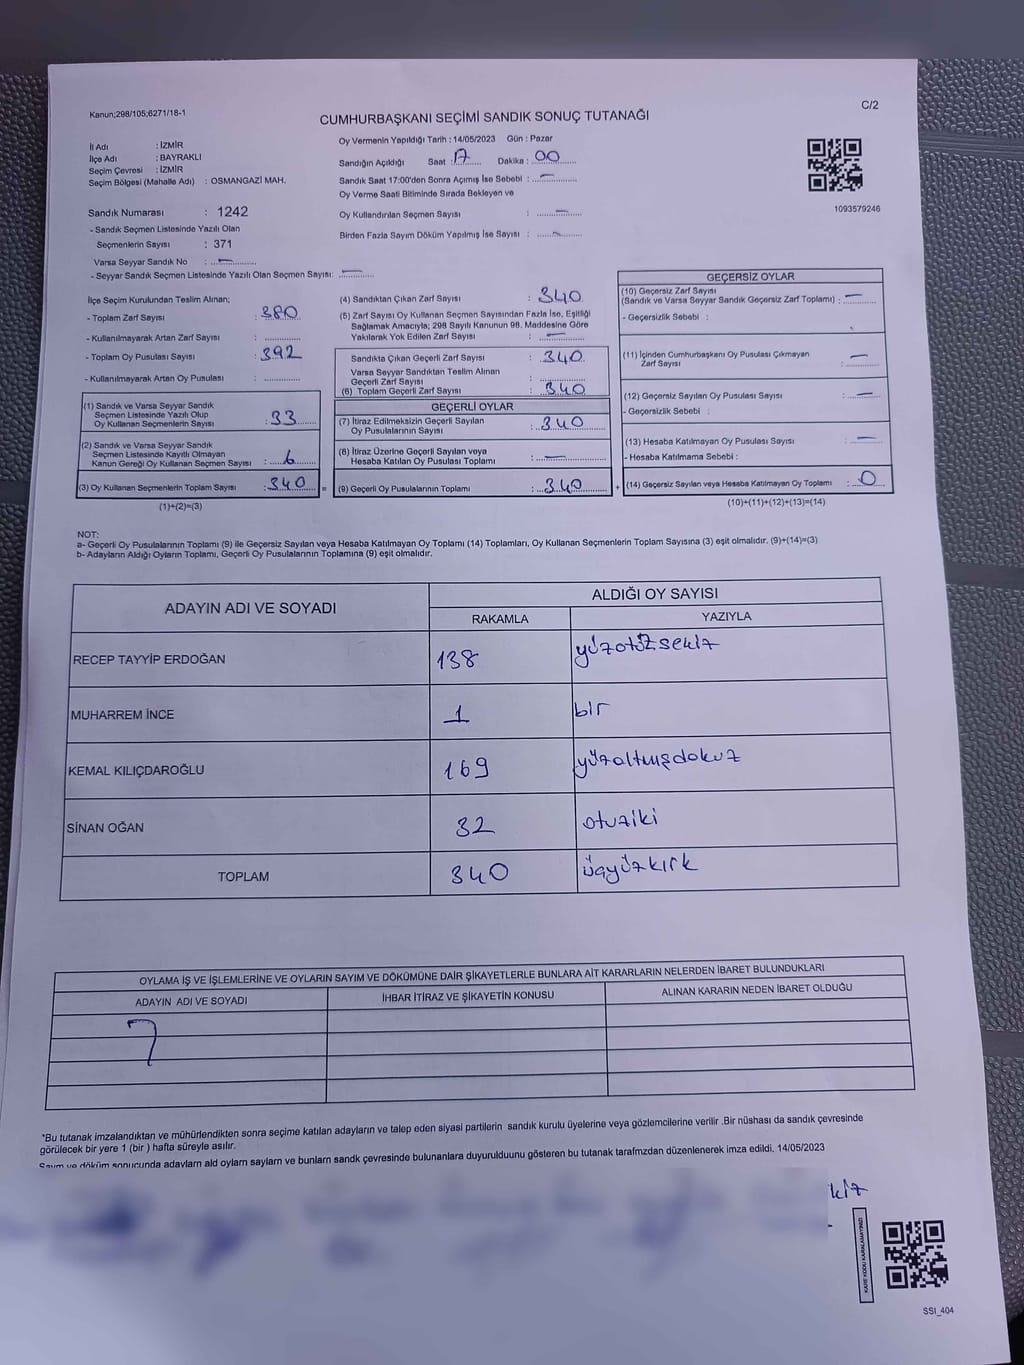 Kanun;298/105;6271/18-1
C/2
CUMHURBAŞKANI SEÇİMİ SANDIK SONUÇ TUTANAĞI
İl Adı : İZMİR
İlçe Adı : BAYRAKLI
Seçim Çevresi : İZMİR
Seçim Bölgesi (Mahalle Adı) : OSMANGAZİ MAH.
Sandık Numarası : 1242
- Sandık Seçmen Listesinde Yazılı Olan
Seçmenlerin Sayısı : 371
Varsa Seyyar Sandık No : —
- Seyyar Sandık Seçmen Listesinde Yazılı Olan Seçmen Sayısı: —
Oy Vermenin Yapıldığı Tarih : 14/05/2023 Gün : Pazar
Sandığın Açıldığı Saat : 17 Dakika : 00
Sandık Saat 17:00'den Sonra Açımış İse Sebebi : —
Oy Verme Saati Bitiminde Sırada Bekleyen ve
Oy Kullandırılan Seçmen Sayısı : —
Birden Fazla Sayım Döküm Yapılmış İse Sayısı : —
1093579246
İlçe Seçim Kurulundan Teslim Alınan;
- Toplam Zarf Sayısı : 380
- Kullanılmayarak Artan Zarf Sayısı :
- Toplam Oy Pusulası Sayısı : 392
- Kullanılmayarak Artan Oy Pusulası :
(1) Sandık ve Varsa Seyyar Sandık
Seçmen Listesinde Yazılı Olup
Oy Kullanan Seçmenlerin Sayısı : 33
(2) Sandık ve Varsa Seyyar Sandık
Seçmen Listesinde Kayıtlı Olmayan
Kanun Gereği Oy Kullanan Seçmen Sayısı : 6
(3) Oy Kullanan Seçmenlerin Toplam Sayısı : 340 =
(1)+(2)=(3)
(4) Sandıktan Çıkan Zarf Sayısı : 340
(5) Zarf Sayısı Oy Kullanan Seçmen Sayısından Fazla İse, Eşitliği
Sağlamak Amacıyla; 298 Sayılı Kanunun 98. Maddesine Göre
Yakılarak Yok Edilen Zarf Sayısı : —
Sandıkta Çıkan Geçerli Zarf Sayısı : 340
Varsa Seyyar Sandıktan Teslim Alınan
Geçerli Zarf Sayısı :
(6) Toplam Geçerli Zarf Sayısı : 340
GEÇERLİ OYLAR
(7) İtiraz Edilmeksizin Geçerli Sayılan
Oy Pusulalarının Sayısı : 340
(8) İtiraz Üzerine Geçerli Sayılan veya
Hesaba Katılan Oy Pusulası Toplamı : —
(9) Geçerli Oy Pusulalarının Toplamı : 340 +
GEÇERSİZ OYLAR
(10) Geçersiz Zarf Sayısı
(Sandık ve Varsa Seyyar Sandık Geçersiz Zarf Toplamı) : —
- Geçersizlik Sebebi :
(11) İçinden Cumhurbaşkanı Oy Pusulası Çıkmayan
Zarf Sayısı : —
(12) Geçersiz Sayılan Oy Pusulası Sayısı : —
- Geçersizlik Sebebi :
(13) Hesaba Katılmayan Oy Pusulası Sayısı : —
- Hesaba Katılmama Sebebi :
(14) Geçersiz Sayılan veya Hesaba Katılmayan Oy Toplamı : 0
(10)+(11)+(12)+(13)=(14)
NOT:
a- Geçerli Oy Pusulalarının Toplamı (9) ile Geçersiz Sayılan veya Hesaba Katılmayan Oy Toplamı (14) Toplamları, Oy Kullanan Seçmenlerin Toplam Sayısına (3) eşit olmalıdır. (9)+(14)=(3)
b- Adayların Aldığı Oyların Toplamı, Geçerli Oy Pusulalarının Toplamına (9) eşit olmalıdır.
ADAYIN ADI VE SOYADI ALDIĞI OY SAYISI
RAKAMLA YAZIYLA
RECEP TAYYİP ERDOĞAN 138 yüzotuzsekiz
MUHARREM İNCE 1 bir
KEMAL KILIÇDAROĞLU 169 yüzaltmışdokuz
SİNAN OĞAN 32 otuziki
TOPLAM 340 üçyüzkırk
OYLAMA İŞ VE İŞLEMLERİNE VE OYLARIN SAYIM VE DÖKÜMÜNE DAİR ŞİKAYETLERLE BUNLARA AİT KARARLARIN NELERDEN İBARET BULUNDUKLARI
ADAYIN ADI VE SOYADI İHBAR İTİRAZ VE ŞİKAYETİN KONUSU ALINAN KARARIN NEDEN İBARET OLDUĞU
*Bu tutanak imzalandıktan ve mühürlendikten sonra seçime katılan adayların ve talep eden siyasi partilerin sandık kurulu üyelerine veya gözlemcilerine verilir .Bir nüshası da sandık çevresinde
görülecek bir yere 1 (bir ) hafta süreyle asılır.
Saym ve döküm sonucunda adaylarn ald oylarn saylarn ve bunlarn sandk çevresinde bulunanlara duyurulduunu gösteren bu tutanak tarafmzdan düzenlenerek imza edildi. 14/05/2023
KARE KODU KARALAMAYINIZ!
SSI_404